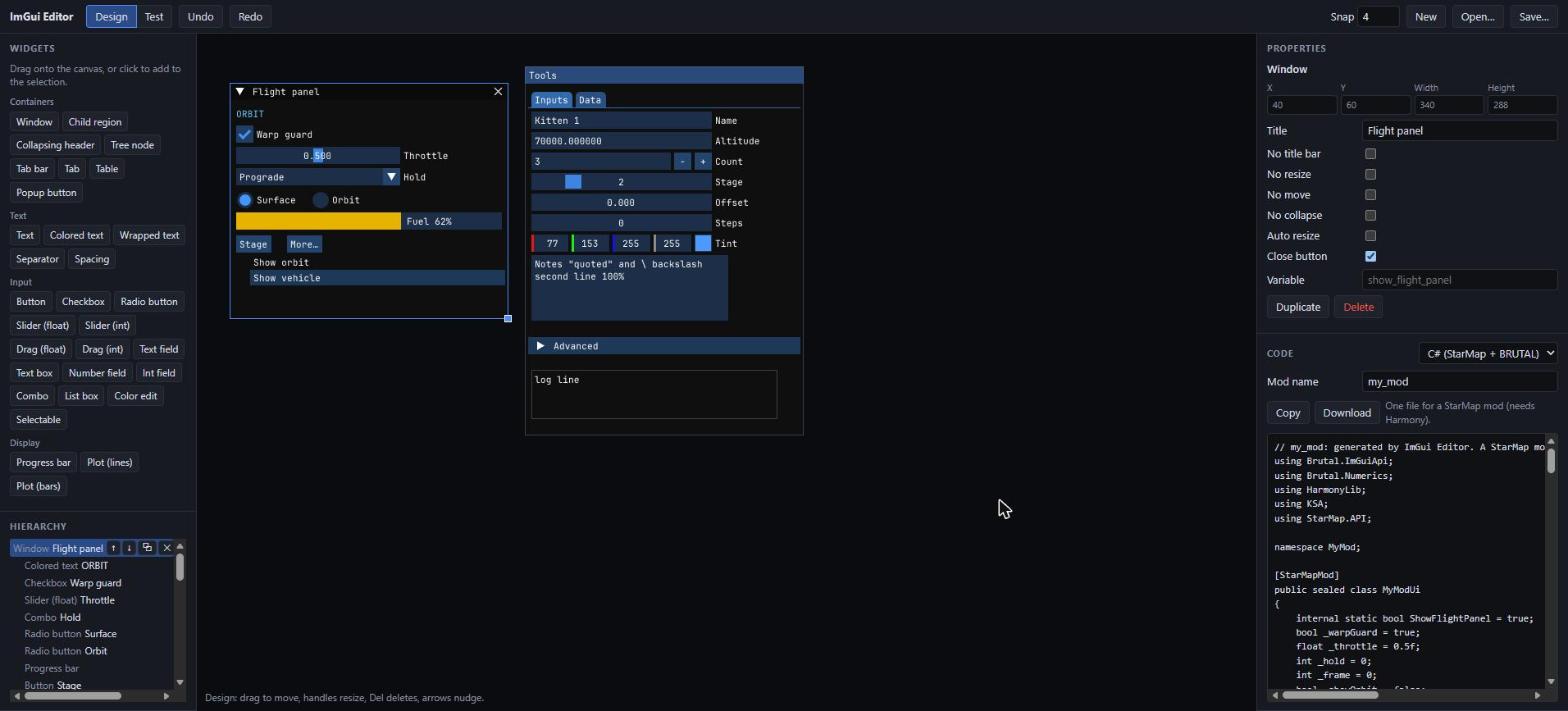 ImGui Editor Design Test Undo Redo Snap 4 New Open... Save...
WIDGETS
Drag onto the canvas, or click to add to
the selection.
Containers
Window Child region
Collapsing header Tree node
Tab bar Tab Table
Popup button
Text
Text Colored text Wrapped text
Separator Spacing
Input
Button Checkbox Radio button
Slider (float) Slider (int)
Drag (float) Drag (int) Text field
Text box Number field Int field
Combo List box Color edit
Selectable
Display
Progress bar Plot (lines)
Plot (bars)
HIERARCHY
Window Flight panel ↑ ↓
Colored text ORBIT
Checkbox Warp guard
Slider (float) Throttle
Combo Hold
Radio button Surface
Radio button Orbit
Progress bar
Button Stage
Flight panel
ORBIT
Warp guard
0.500 Throttle
Prograde Hold
Surface Orbit
Fuel 62%
Stage More…
Show orbit
Show vehicle
Tools
Inputs Data
Kitten 1 Name
70000.000000 Altitude
3 - + Count
2 Stage
0.000 Offset
0 Steps
77 153 255 255 Tint
Notes "quoted" and \ backslash
second line 100%
Advanced
log line
Design: drag to move, handles resize, Del deletes, arrows nudge.
PROPERTIES
Window
X Y Width Height
40 60 340 288
Title Flight panel
No title bar
No resize
No move
No collapse
Auto resize
Close button
Variable show_flight_panel
Duplicate Delete
CODE C# (StarMap + BRUTAL)
Mod name my_mod
Copy Download One file for a StarMap mod (needs
Harmony).
// my_mod: generated by ImGui Editor. A StarMap mo
using Brutal.ImGuiApi;
using Brutal.Numerics;
using HarmonyLib;
using KSA;
using StarMap.API;
namespace MyMod;
[StarMapMod]
public sealed class MyModUi
{
internal static bool ShowFlightPanel = true;
bool _warpGuard = true;
float _throttle = 0.5f;
int _hold = 0;
int _frame = 0;